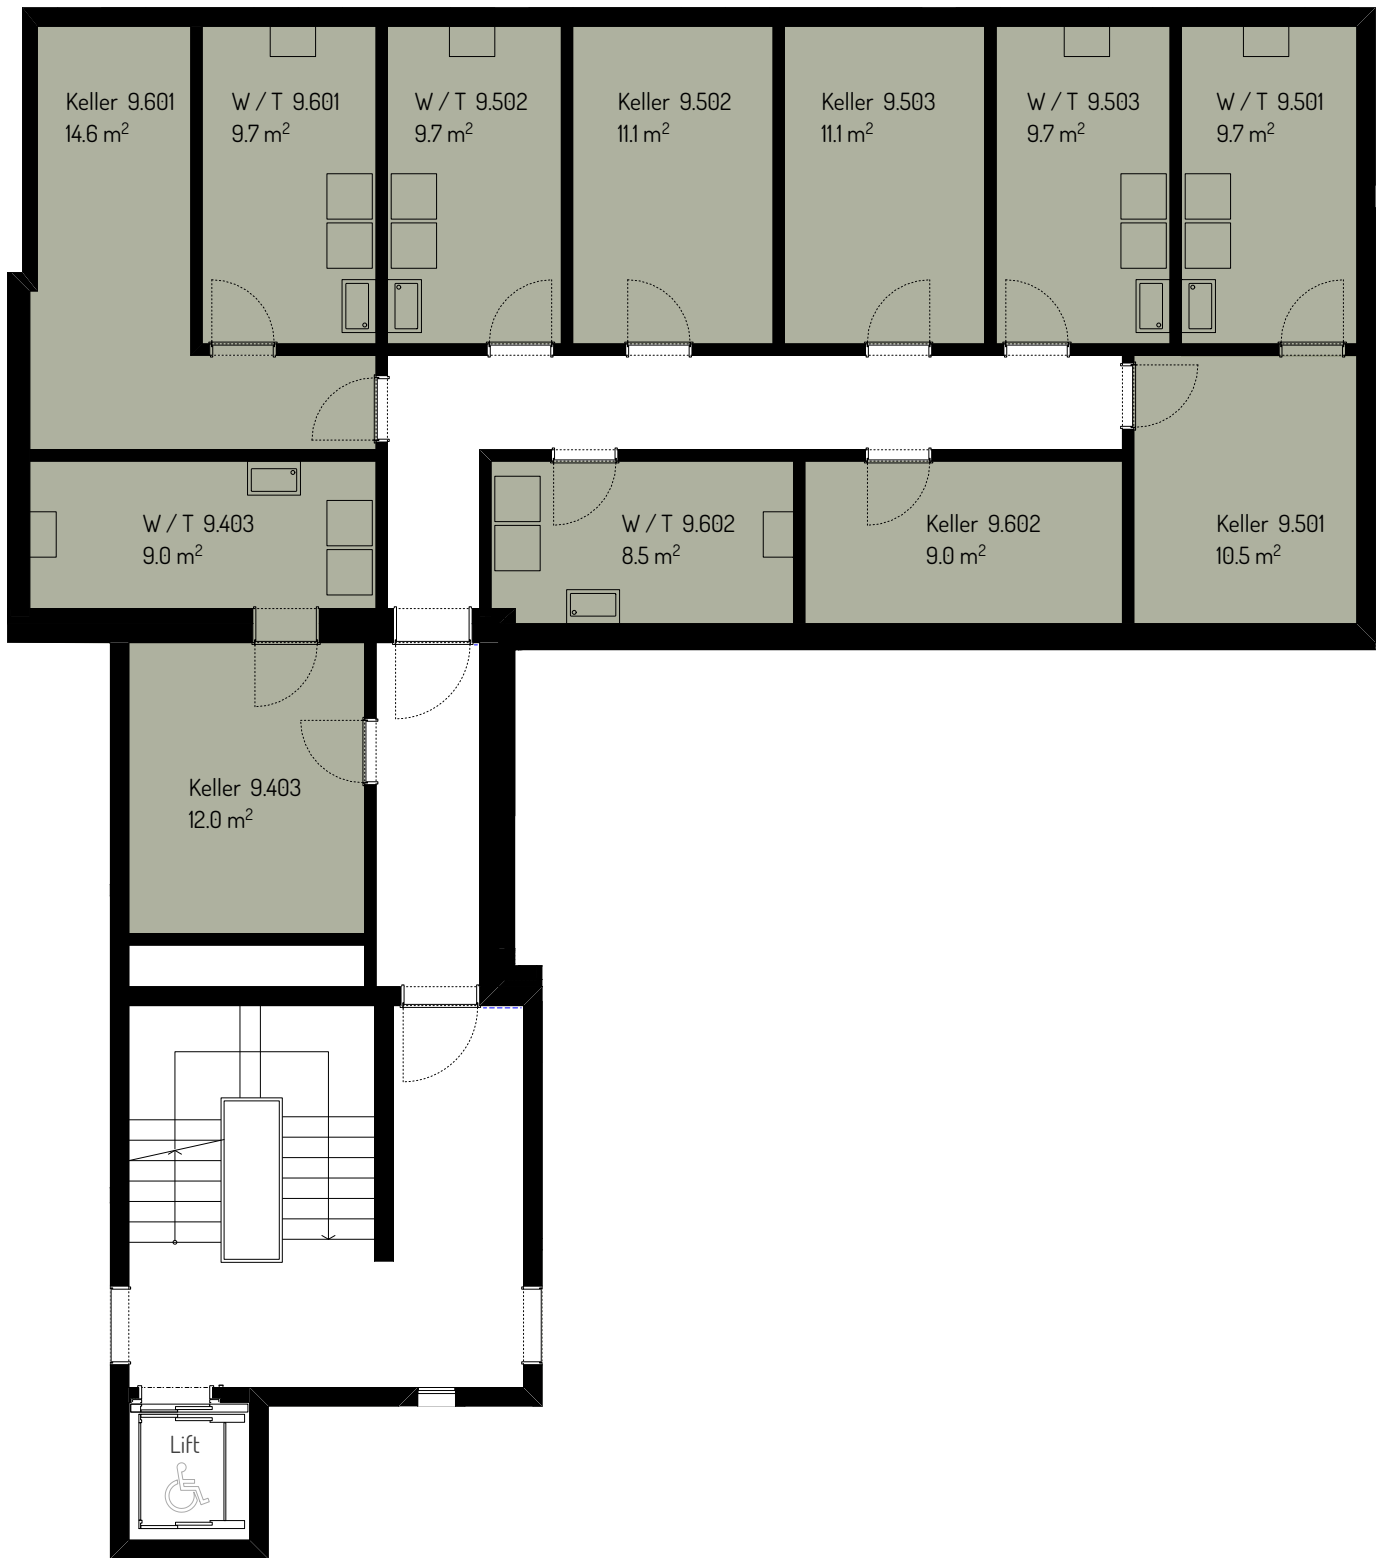 Keller 9.601
14.6 m²
W / T 9.601
9.7 m²
W / T 9.502
9.7 m²
Keller 9.502
11.1 m²
Keller 9.503
11.1 m²
W / T 9.503
9.7 m²
W / T 9.501
9.7 m²
W / T 9.403
9.0 m²
W / T 9.602
8.5 m²
Keller 9.602
9.0 m²
Keller 9.501
10.5 m²
Keller 9.403
12.0 m²
Lift